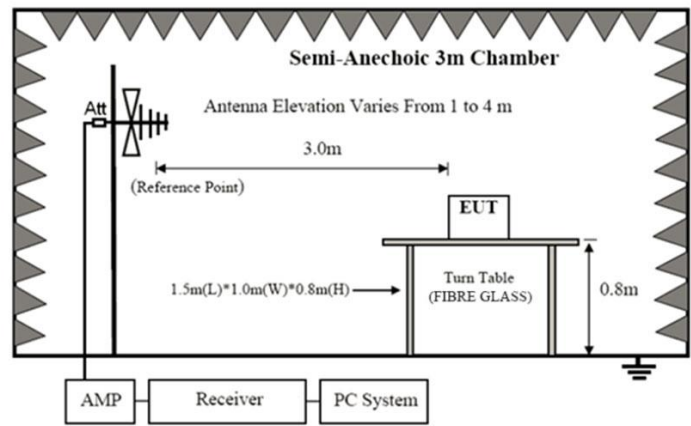 Semi-Anechoic 3m Chamber
Att
Antenna Elevation Varies From 1 to 4 m
3.0m
(Reference Point)
EUT
1.5m(L)*1.0m(W)*0.8m(H)
Turn Table
(FIBRE GLASS)
0.8m
AMP
Receiver
PC System